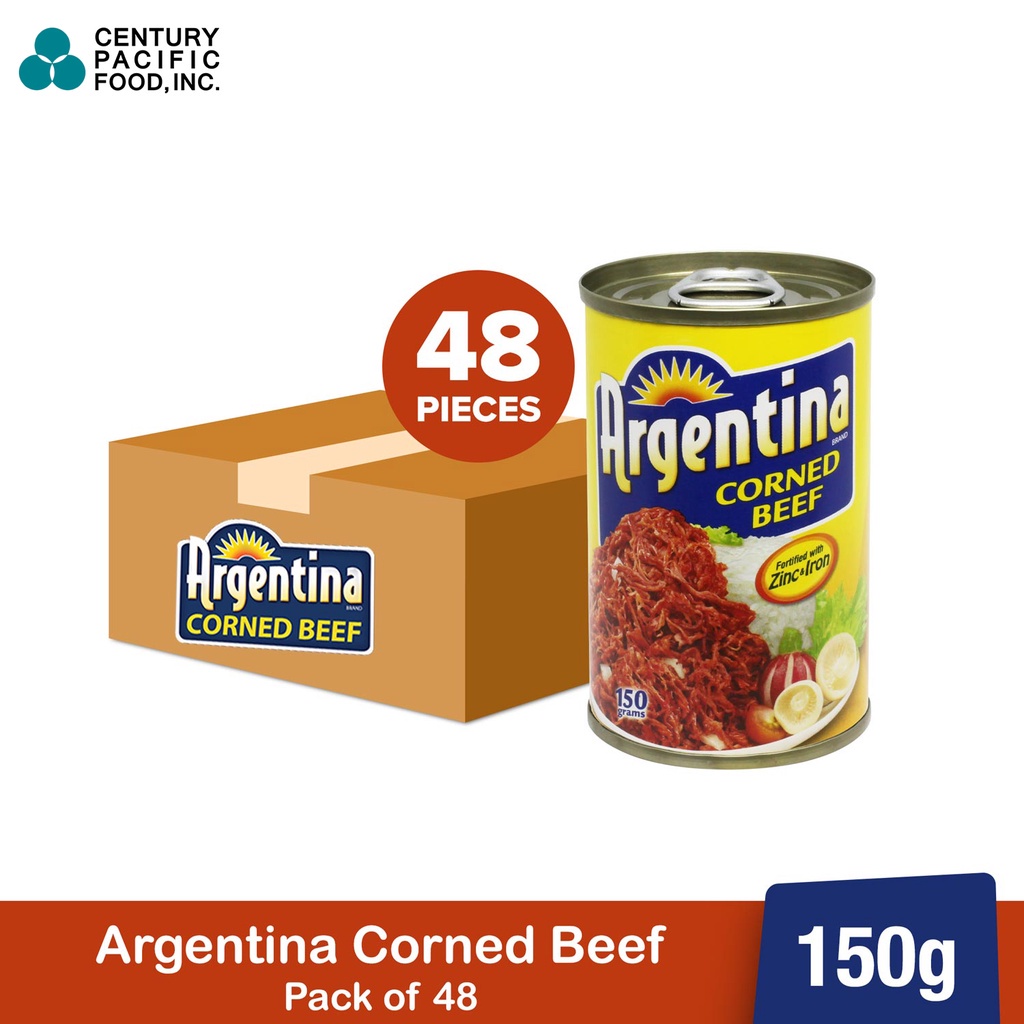 CENTURY
PACIFIC
FOOD, INC.
48
PIECES
Argentina
BRAND
CORNED BEEF
Argentina
BRAND
CORNED
BEEF
Fortified with
Zinc & Iron
150
grams
Argentina Corned Beef
Pack of 48
150g